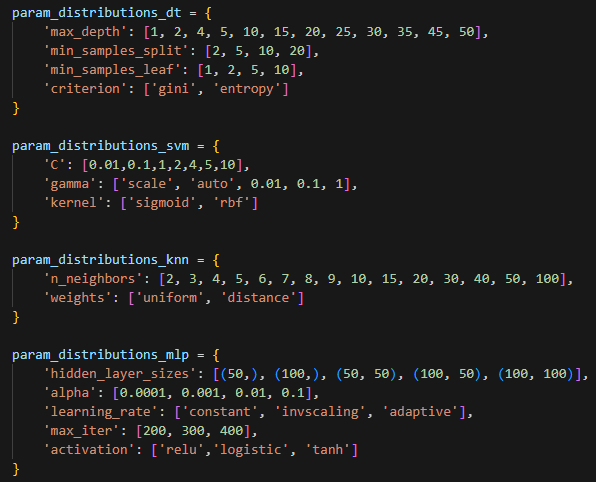 param_distributions_dt = {
    'max_depth': [1, 2, 4, 5, 10, 15, 20, 25, 30, 35, 45, 50],
    'min_samples_split': [2, 5, 10, 20],
    'min_samples_leaf': [1, 2, 5, 10],
    'criterion': ['gini', 'entropy']
}
param_distributions_svm = {
    'C': [0.01,0.1,1,2,4,5,10],
    'gamma': ['scale', 'auto', 0.01, 0.1, 1],
    'kernel': ['sigmoid', 'rbf']
}
param_distributions_knn = {
    'n_neighbors': [2, 3, 4, 5, 6, 7, 8, 9, 10, 15, 20, 30, 40, 50, 100],
    'weights': ['uniform', 'distance']
}
param_distributions_mlp = {
    'hidden_layer_sizes': [(50,), (100,), (50, 50), (100, 50), (100, 100)],
    'alpha': [0.0001, 0.001, 0.01, 0.1],
    'learning_rate': ['constant', 'invscaling', 'adaptive'],
    'max_iter': [200, 300, 400],
    'activation': ['relu','logistic', 'tanh']
}